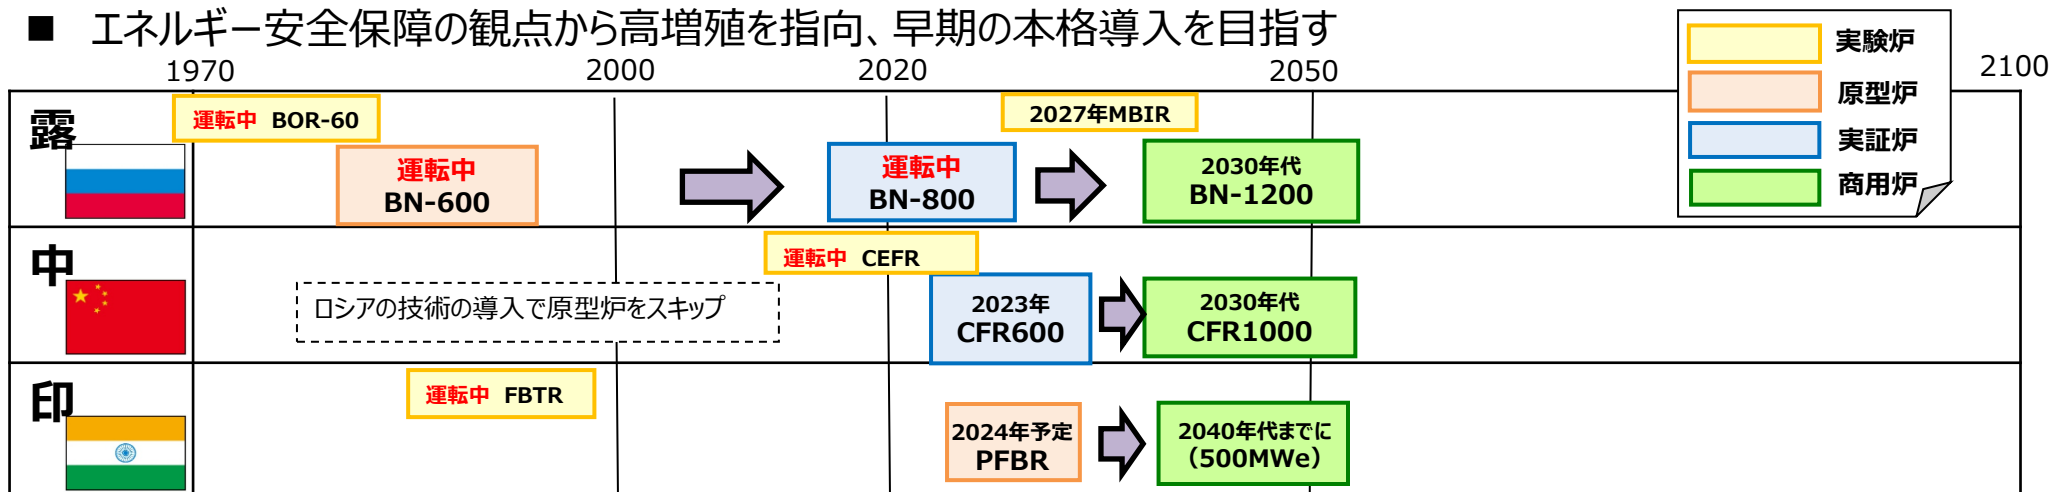 ■ エネルギー安全保障の観点から高増殖を指向、早期の本格導入を目指す
1970
2000
2020
2050
2100
実験炉
原型炉
実証炉
商用炉
露
運転中 BOR-60
2027年MBIR
運転中
BN-600
運転中
BN-800
2030年代
BN-1200
中
運転中 CEFR
ロシアの技術の導入で原型炉をスキップ
2023年
CFR600
2030年代
CFR1000
印
運転中 FBTR
2024年予定
PFBR
2040年代までに
（500MWe）